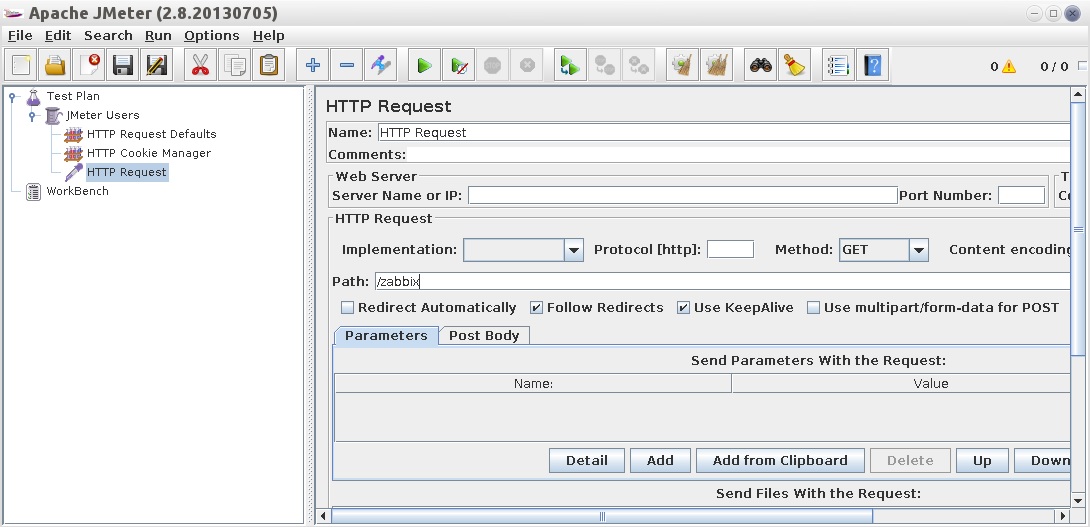 Apache JMeter (2.8.20130705)
File Edit Search Run Options Help
0 0 / 0
Test Plan
JMeter Users
HTTP Request Defaults
HTTP Cookie Manager
HTTP Request
WorkBench
HTTP Request
Name: HTTP Request
Comments:
Web Server
Server Name or IP: Port Number:
HTTP Request
Implementation: Protocol [http]: Method: GET Content encoding
Path: /zabbix
Redirect Automatically Follow Redirects Use KeepAlive Use multipart/form-data for POST
Parameters Post Body
Send Parameters With the Request:
Name: Value
Detail Add Add from Clipboard Delete Up Down
Send Files With the Request: